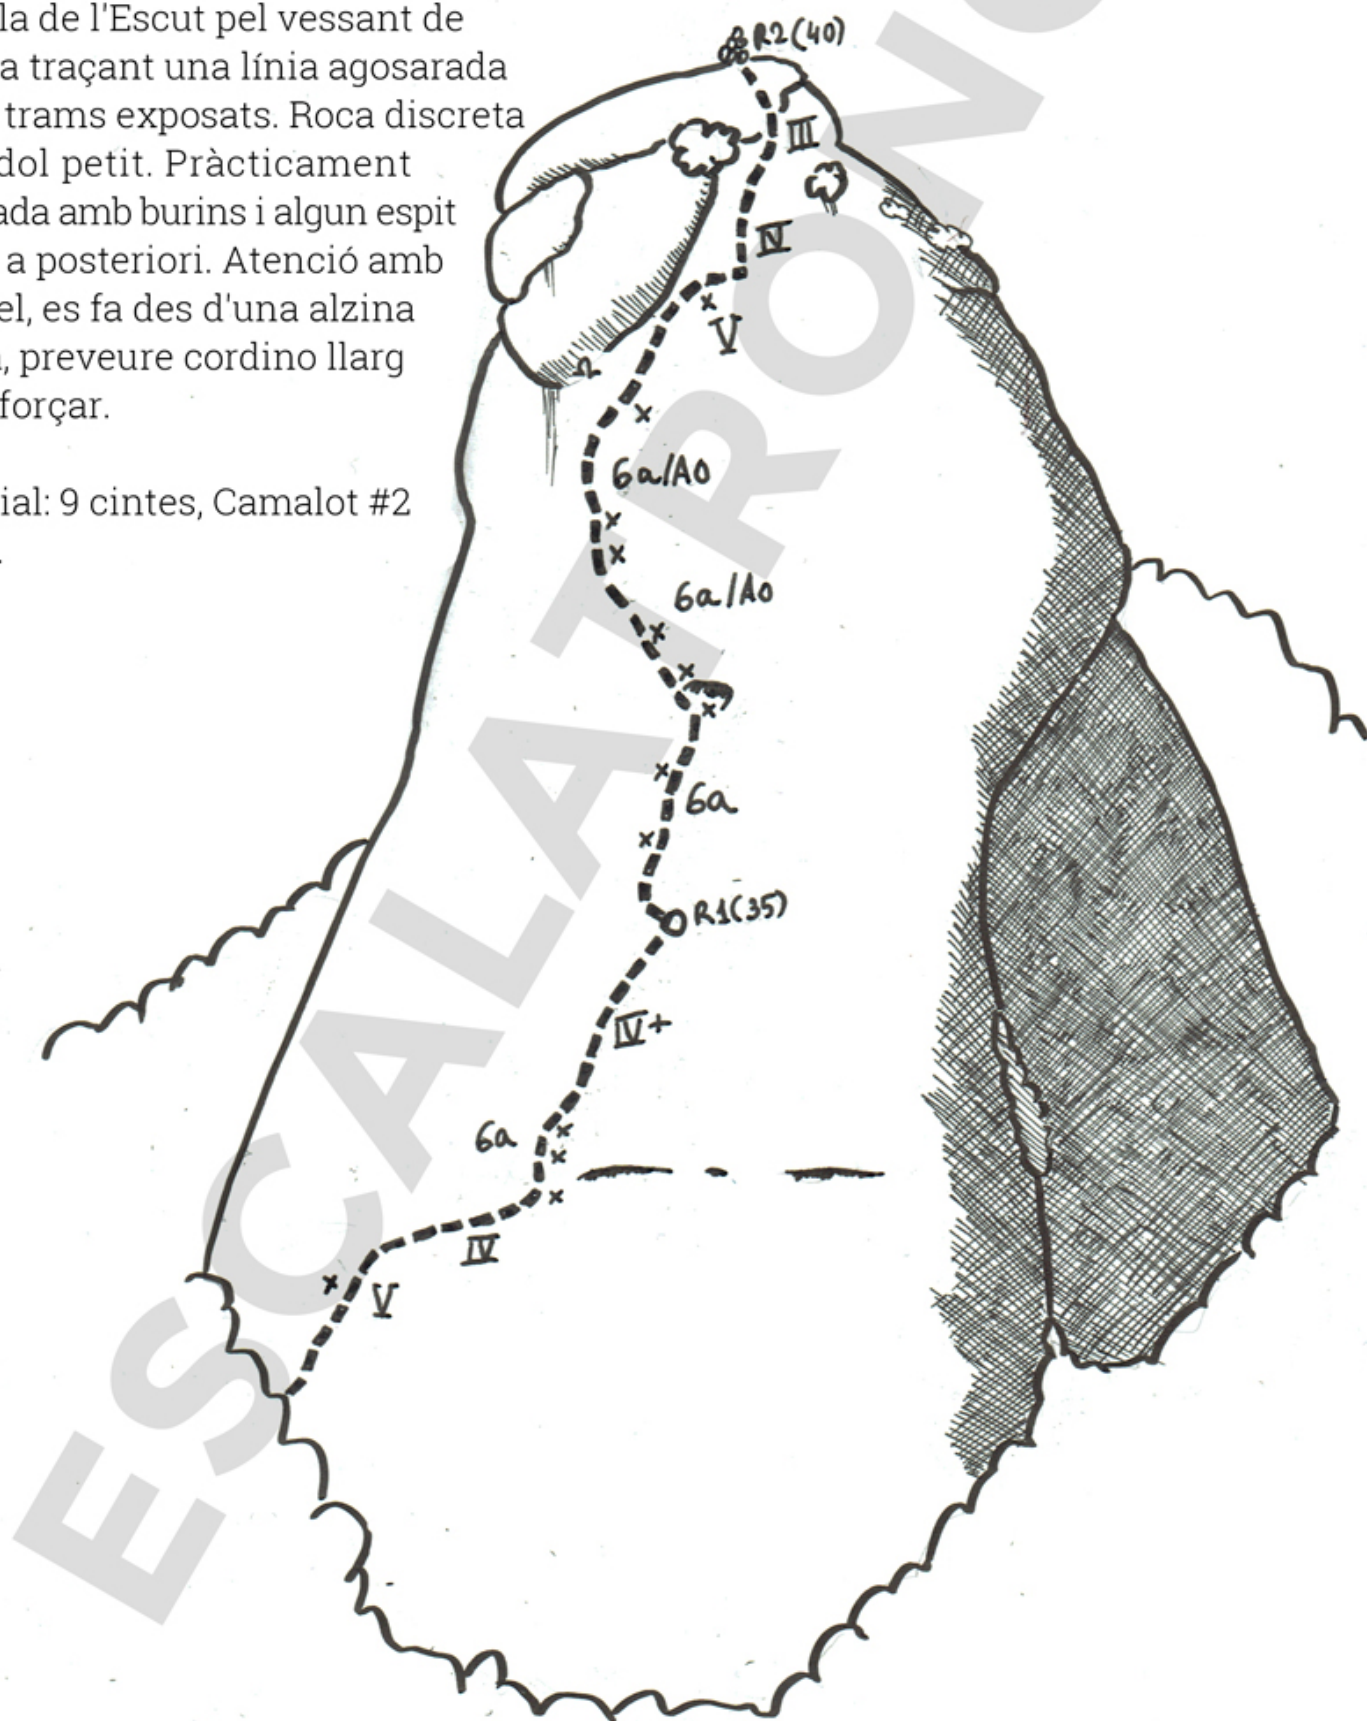 la de l'Escut pel vessant de
a traçant una línia agosarada
trams exposats. Roca discreta
dol petit. Pràcticament
ada amb burins i algun espit
a posteriori. Atenció amb
el, es fa des d'una alzina
, preveure cordino llarg
forçar.
ial: 9 cintes, Camalot #2
R2(40)
III
IV
V
6a/A0
6a/A0
6a
R1(35)
IV+
6a
IV
V
ESCALATRONC